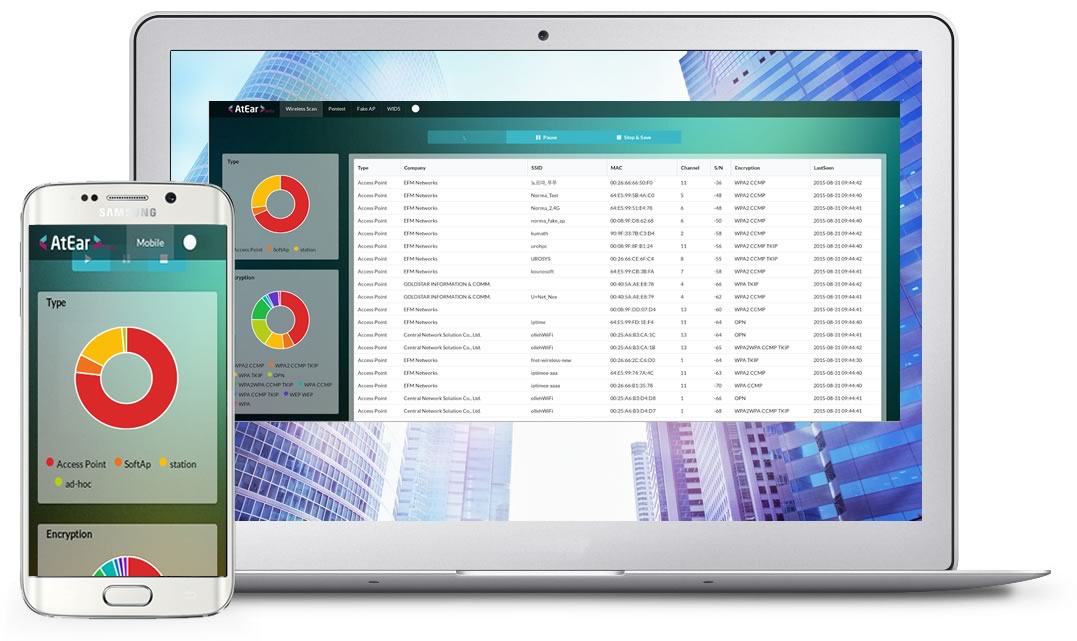 AtEar
Wireless Scan Pentest Fake AP WIDS
Pause Stop & Save
Type
Access Point SoftAp station
Type Company SSID MAC Channel S/N Encryption LastSeen
Access Point EFM Networks 00:26:66:66:50:F0 11 -36 WPA2 CCMP 2015-08-31 09:44:42
Access Point EFM Networks Norma_Test 64:E5:99:5B:4A:C0 5 -48 WPA2 CCMP 2015-08-31 09:44:40
Access Point EFM Networks Norma_2.4G 64:E5:99:51:E4:78 6 -48 WPA2 CCMP 2015-08-31 09:44:41
Access Point EFM Networks norma_fake_ap 00:08:9F:D8:62:68 6 -50 WPA2 CCMP 2015-08-31 09:44:40
Access Point EFM Networks kumath 90:9F:33:7B:C3:D4 2 -58 WPA2 CCMP 2015-08-31 09:44:42
Access Point EFM Networks urohpc 00:08:9F:8F:B1:24 11 -56 WPA2 CCMP TKIP 2015-08-31 09:44:40
Access Point EFM Networks UROSYS 00:26:66:CE:6F:C4 8 -55 WPA2 CCMP TKIP 2015-08-31 09:44:42
Access Point EFM Networks kourosoft 64:E5:99:CB:3B:FA 7 -58 WPA2 CCMP 2015-08-31 09:44:41
Access Point GOLDSTAR INFORMATION & COMM. 00:40:5A:AE:E8:78 4 -66 WPA TKIP 2015-08-31 09:44:42
Access Point GOLDSTAR INFORMATION & COMM. U+Net_Nea 00:40:5A:AE:E8:79 4 -62 WPA2 CCMP 2015-08-31 09:44:41
Access Point EFM Networks 00:08:9F:DD:07:D4 13 -60 WPA2 CCMP 2015-08-31 09:44:41
Access Point EFM Networks iptime 64:E5:99:FD:1E:F4 11 -64 OPN 2015-08-31 09:44:40
Access Point Central Network Solution Co., Ltd. ollehWiFi 00:25:A6:B3:CA:1C 13 -64 OPN 2015-08-31 09:44:41
Access Point Central Network Solution Co., Ltd. ollehWiFi 00:25:A6:B3:CA:1B 13 -65 WPA2WPA CCMP TKIP 2015-08-31 09:44:42
Access Point EFM Networks fnst-wireless-new 00:26:66:2C:C6:D0 1 -64 WPA TKIP 2015-08-31 09:44:30
Access Point EFM Networks iptimee-aaa 64:E5:99:74:7A:4C 11 -63 WPA2 CCMP 2015-08-31 09:44:40
Access Point EFM Networks iptimee-aaaa 00:26:66:B1:35:78 11 -70 WPA CCMP 2015-08-31 09:44:40
Access Point Central Network Solution Co., Ltd. ollehWiFi 00:25:A6:B3:D4:D8 1 -66 OPN 2015-08-31 09:44:41
Access Point Central Network Solution Co., Ltd. ollehWiFi 00:25:A6:B3:D4:D7 1 -68 WPA2WPA CCMP TKIP 2015-08-31 09:44:41
WPA2 CCMP WPA2 CCMP TKIP
WPA TKIP OPN
WPA2WPA CCMP TKIP WPA CCMP
WPA CCMP TKIP WEP WEP
WPA
SAMSUNG
AtEar Mobile
Type
Access Point SoftAp station
ad-hoc
Encryption